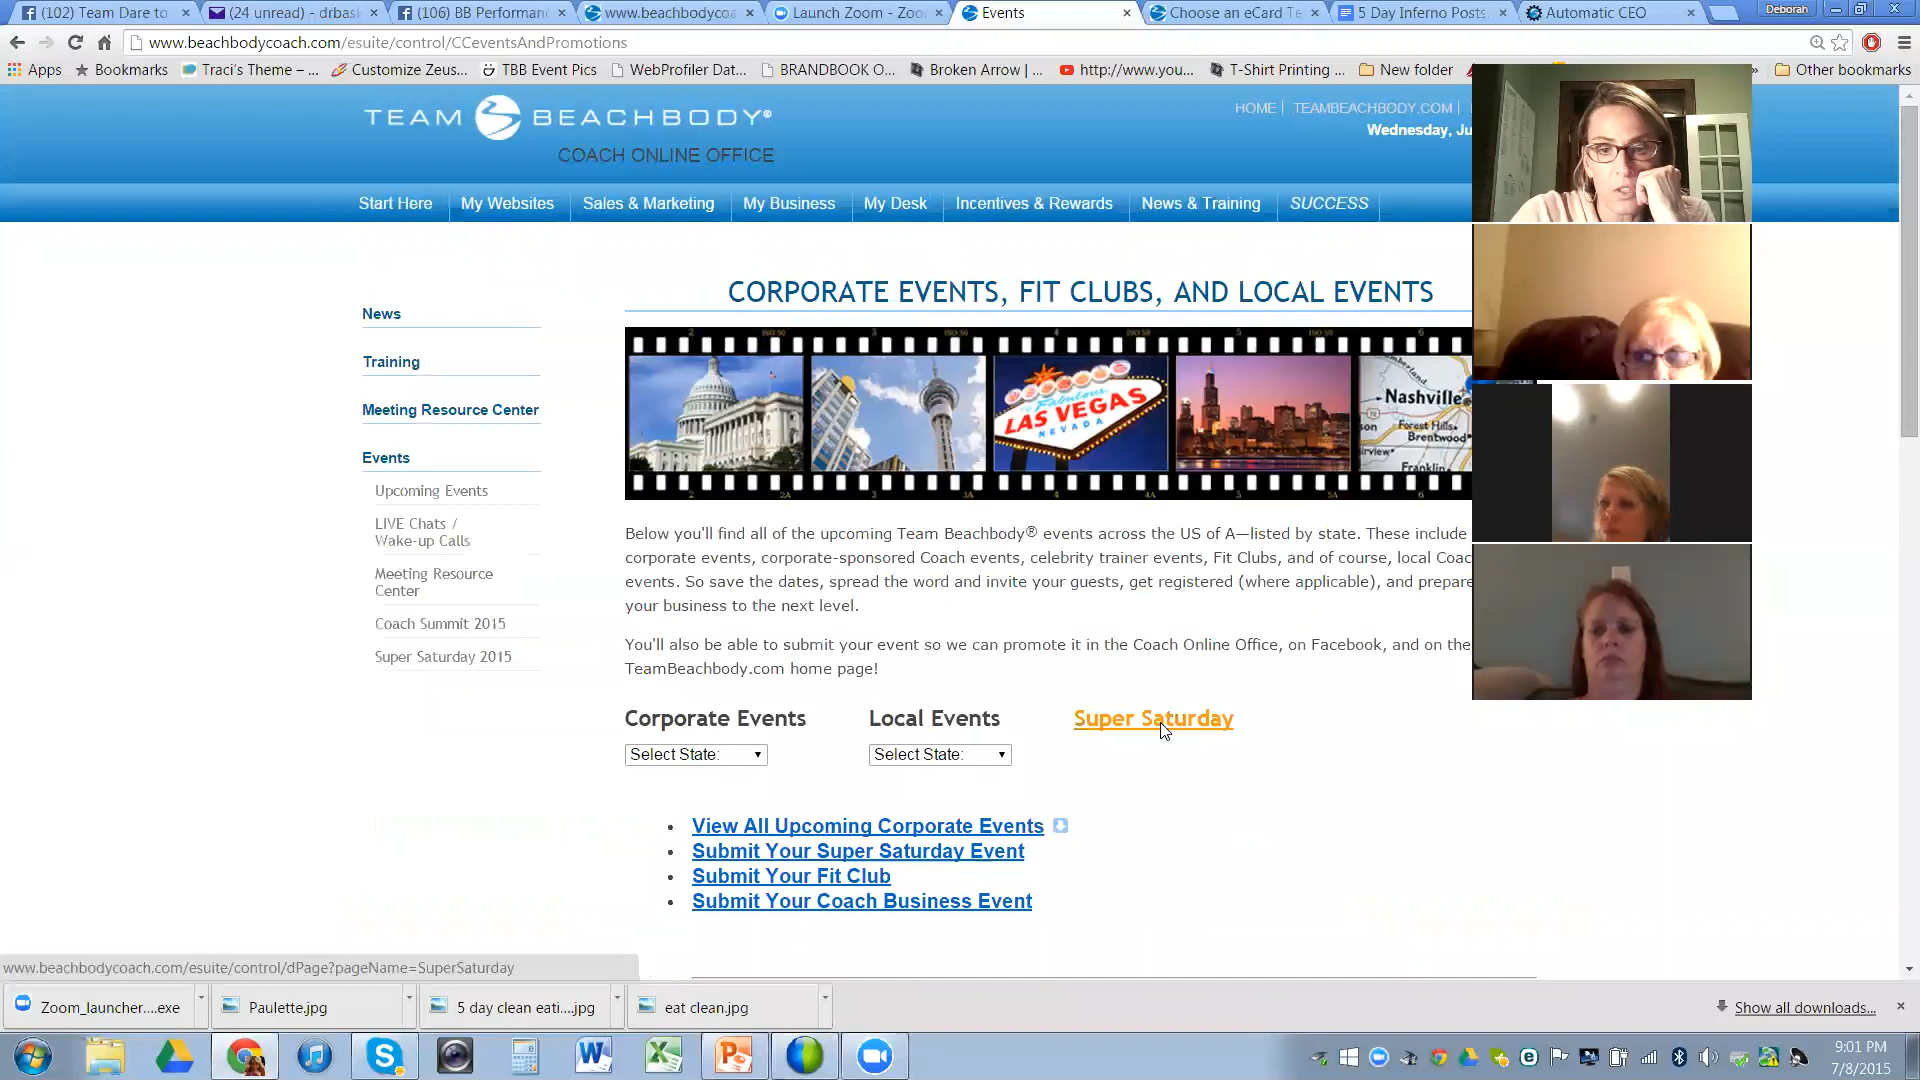 (102) Team Dare to
(24 unread) - drbas
(106) BB Performan
www.beachbodycoa
Launch Zoom - Zoo
Events
Choose an eCard Te
5 Day Inferno Posts
Automatic CEO
Deborah
www.beachbodycoach.com/esuite/control/CCeventsAndPromotions
Apps
Bookmarks
Traci's Theme – ...
Customize Zeus...
TBB Event Pics
WebProfiler Dat...
BRANDBOOK O...
Broken Arrow | ...
http://www.you...
T-Shirt Printing ...
New folder
»
Other bookmarks
TEAM BEACHBODY®
COACH ONLINE OFFICE
HOME | TEAMBEACHBODY.COM |
Wednesday, Ju
Start Here
My Websites
Sales & Marketing
My Business
My Desk
Incentives & Rewards
News & Training
SUCCESS
News
Training
Meeting Resource Center
Events
Upcoming Events
LIVE Chats /
Wake-up Calls
Meeting Resource
Center
Coach Summit 2015
Super Saturday 2015
CORPORATE EVENTS, FIT CLUBS, AND LOCAL EVENTS
Fabulous
LAS VEGAS
NEVADA
Nashville
Forest Hills
Brentwood
Franklin
Below you'll find all of the upcoming Team Beachbody® events across the US of A—listed by state. These include
corporate events, corporate-sponsored Coach events, celebrity trainer events, Fit Clubs, and of course, local Coac
events. So save the dates, spread the word and invite your guests, get registered (where applicable), and prepare
your business to the next level.
You'll also be able to submit your event so we can promote it in the Coach Online Office, on Facebook, and on the
TeamBeachbody.com home page!
Corporate Events
Select State:
Local Events
Select State:
Super Saturday
View All Upcoming Corporate Events
Submit Your Super Saturday Event
Submit Your Fit Club
Submit Your Coach Business Event
www.beachbodycoach.com/esuite/control/dPage?pageName=SuperSaturday
Zoom_launcher....exe
Paulette.jpg
5 day clean eati....jpg
eat clean.jpg
Show all downloads...
9:01 PM
7/8/2015